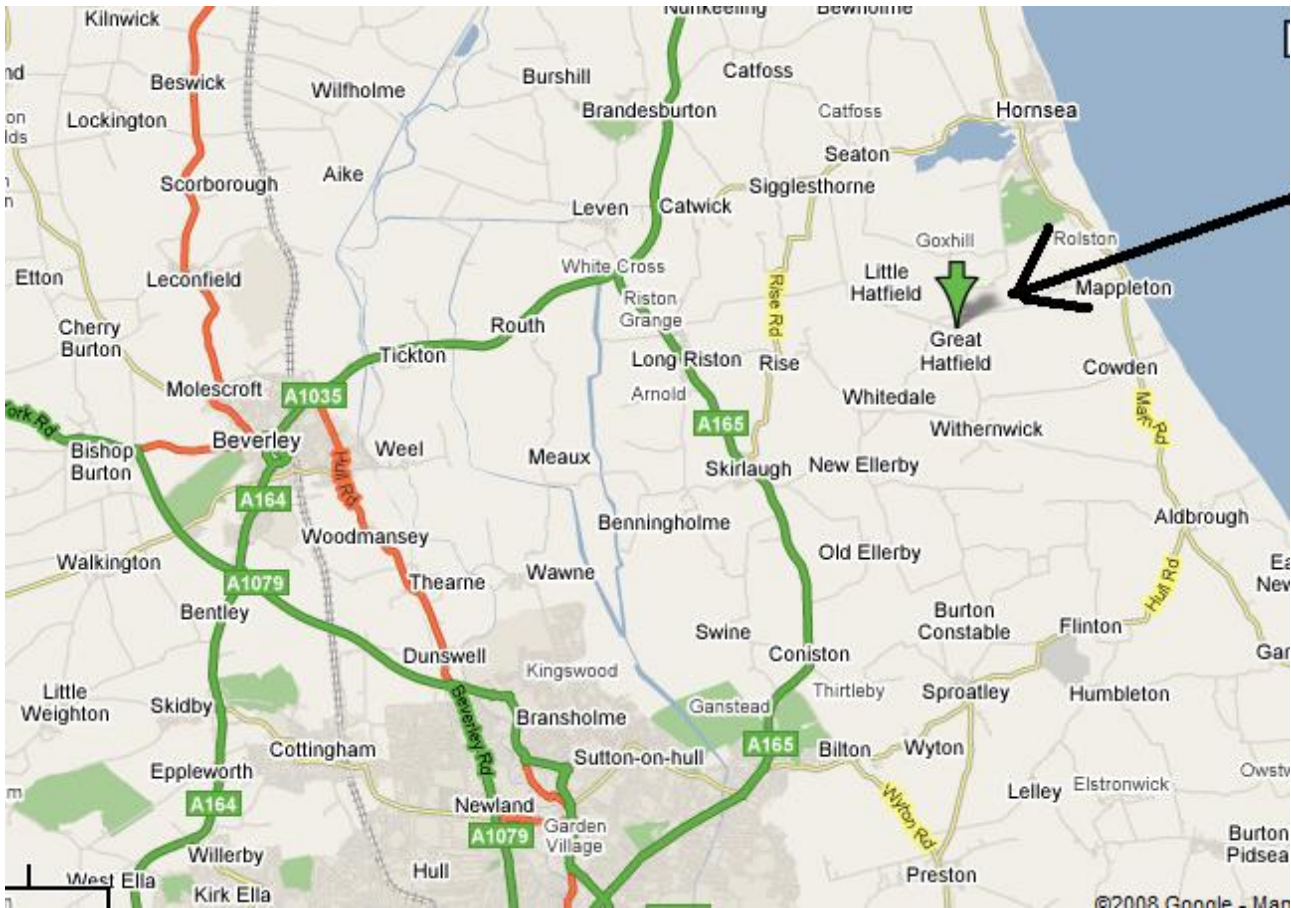 Nunkeeling
Bewholme
Kilnwick
Catfoss
Burshill
Beswick
Wilfholme
Brandesburton
Catfoss
Hornsea
Lockington
Seaton
Aike
Scorborough
Sigglesthorne
Leven
Catwick
Goxhill
Rolston
White Cross
Etton
Leconfield
Little
Hatfield
Mappleton
Rise Rd
Riston
Grange
Cherry
Burton
Routh
Great
Hatfield
Tickton
Long Riston
Rise
Cowden
Molescroft
A1035
Arnold
Whitedale
York Rd
A165
Main Rd
Beverley
Weel
Withernwick
Bishop
Burton
Meaux
Skirlaugh
New Ellerby
Hull Rd
A164
Benningholme
Aldbrough
Woodmansey
Old Ellerby
Walkington
Wawne
A1079
Thearne
Hull Rd
Bentley
Burton
Constable
Flinton
Swine
Dunswell
Coniston
Kingswood
Thirtleby
Sproatley
Humbleton
Little
Weighton
Skidby
Ganstead
Beverley Rd
Bransholme
Cottingham
Sutton-on-hull
A165
Bilton
Wyton
Eppleworth
Elstronwick
Lelley
A164
Newland
Wyton Rd
A1079
Garden
Village
Burton
Pidsea
Willerby
Hull
West Ella
Kirk Ella
Preston
©2008 Google - Map